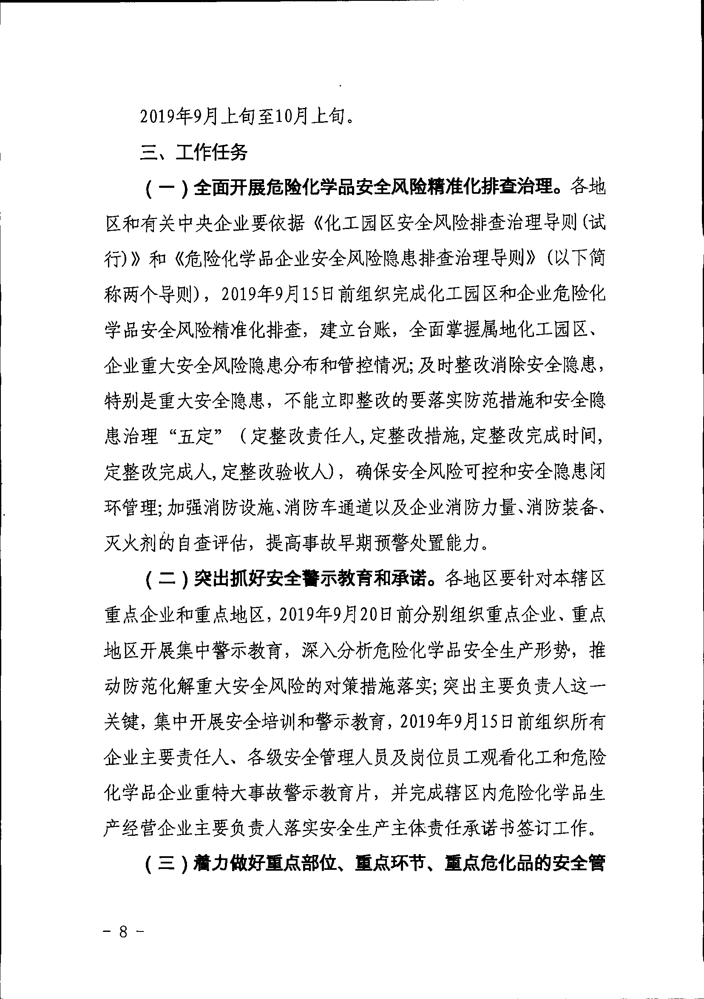 2019年9月上旬至10月上旬。
三、工作任务
（一）全面开展危险化学品安全风险精准化排查治理。各地
区和有关中央企业要依据《化工园区安全风险排查治理导则(试
行)》和《危险化学品企业安全风险隐患排查治理导则》(以下简
称两个导则)，2019年9月15日前组织完成化工园区和企业危险化
学品安全风险精准化排查，建立台账，全面掌握属地化工园区、
企业重大安全风险隐患分布和管控情况;及时整改消除安全隐患，
特别是重大安全隐患，不能立即整改的要落实防范措施和安全隐
患治理“五定”（定整改责任人,定整改措施,定整改完成时间,
定整改完成人,定整改验收人)，确保安全风险可控和安全隐患闭
环管理;加强消防设施、消防车通道以及企业消防力量、消防装备、
灭火剂的自查评估，提高事故早期预警处置能力。
（二）突出抓好安全警示教育和承诺。各地区要针对本辖区
重点企业和重点地区，2019年9月20日前分别组织重点企业、重点
地区开展集中警示教育，深入分析危险化学品安全生产形势，推
动防范化解重大安全风险的对策措施落实;突出主要负责人这一
关键，集中开展安全培训和警示教育，2019年9月15日前组织所有
企业主要责任人、各级安全管理人员及岗位员工观看化工和危险
化学品企业重特大事故警示教育片，并完成辖区内危险化学品生
产经营企业主要负责人落实安全生产主体责任承诺书签订工作。
（三）着力做好重点部位、重点环节、重点危化品的安全管
- 8 -